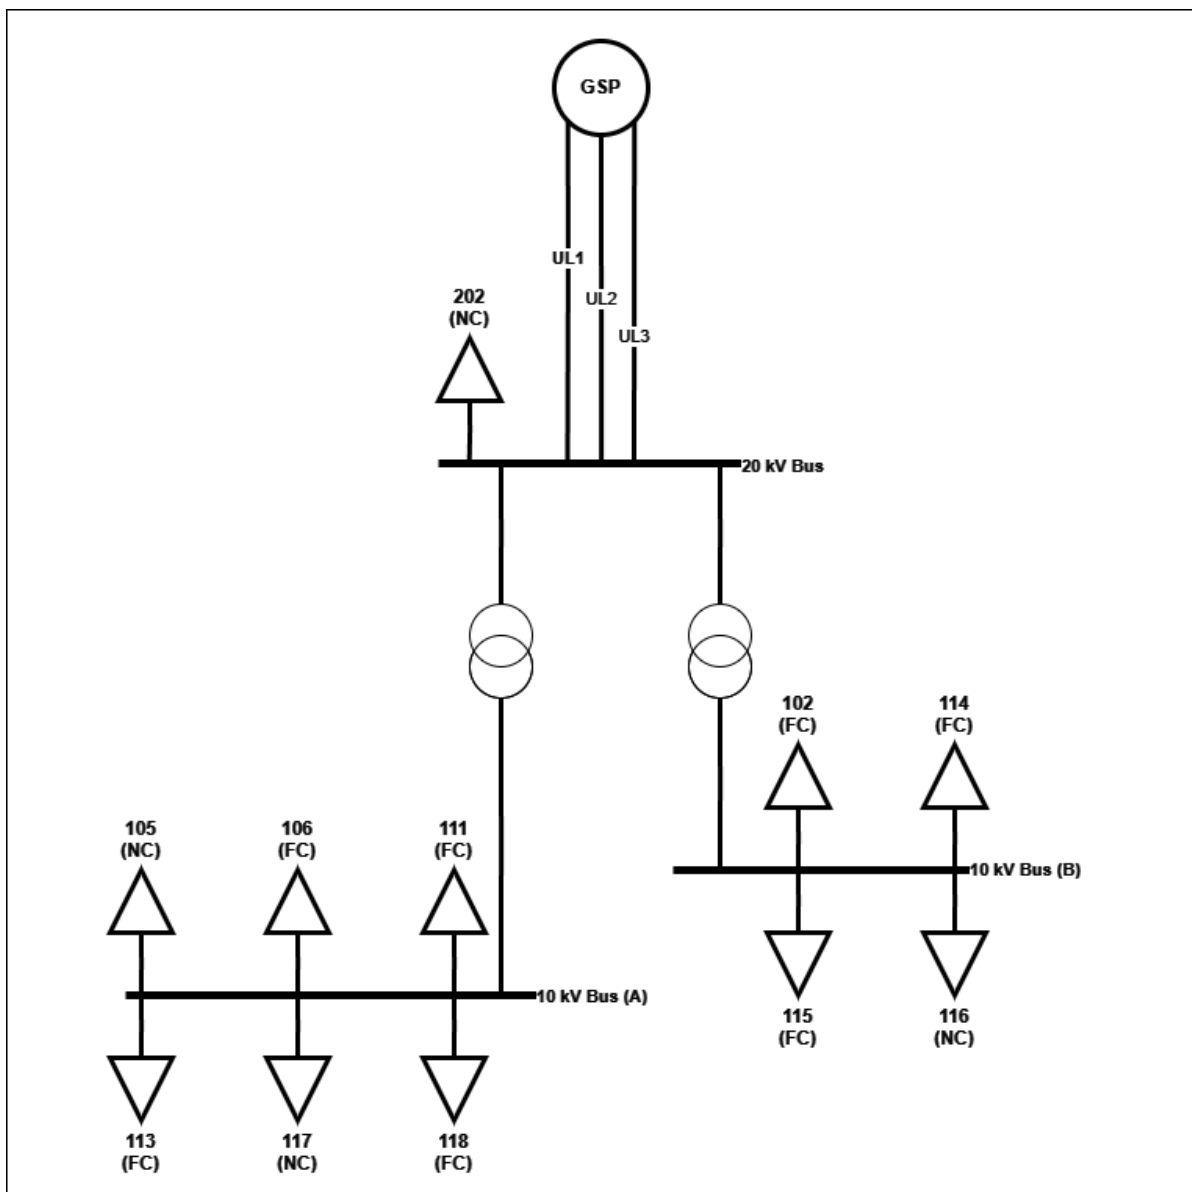 GSP
UL1
UL2
UL3
202
(NC)
20 kV Bus
102
(FC)
114
(FC)
105
(NC)
106
(FC)
111
(FC)
10 kV Bus (B)
10 kV Bus (A)
115
(FC)
116
(NC)
113
(FC)
117
(NC)
118
(FC)